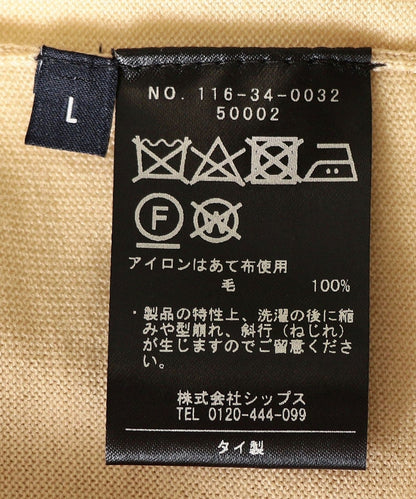 L
NO. 116-34-0032
50002
F
W
アイロンはあて布使用
毛 100%
・製品の特性上、洗濯の後に縮
みや型崩れ、斜行(ねじれ)
が生じますのでご留意くださ
い。
株式会社シップス
TEL 0120-444-099
タイ製